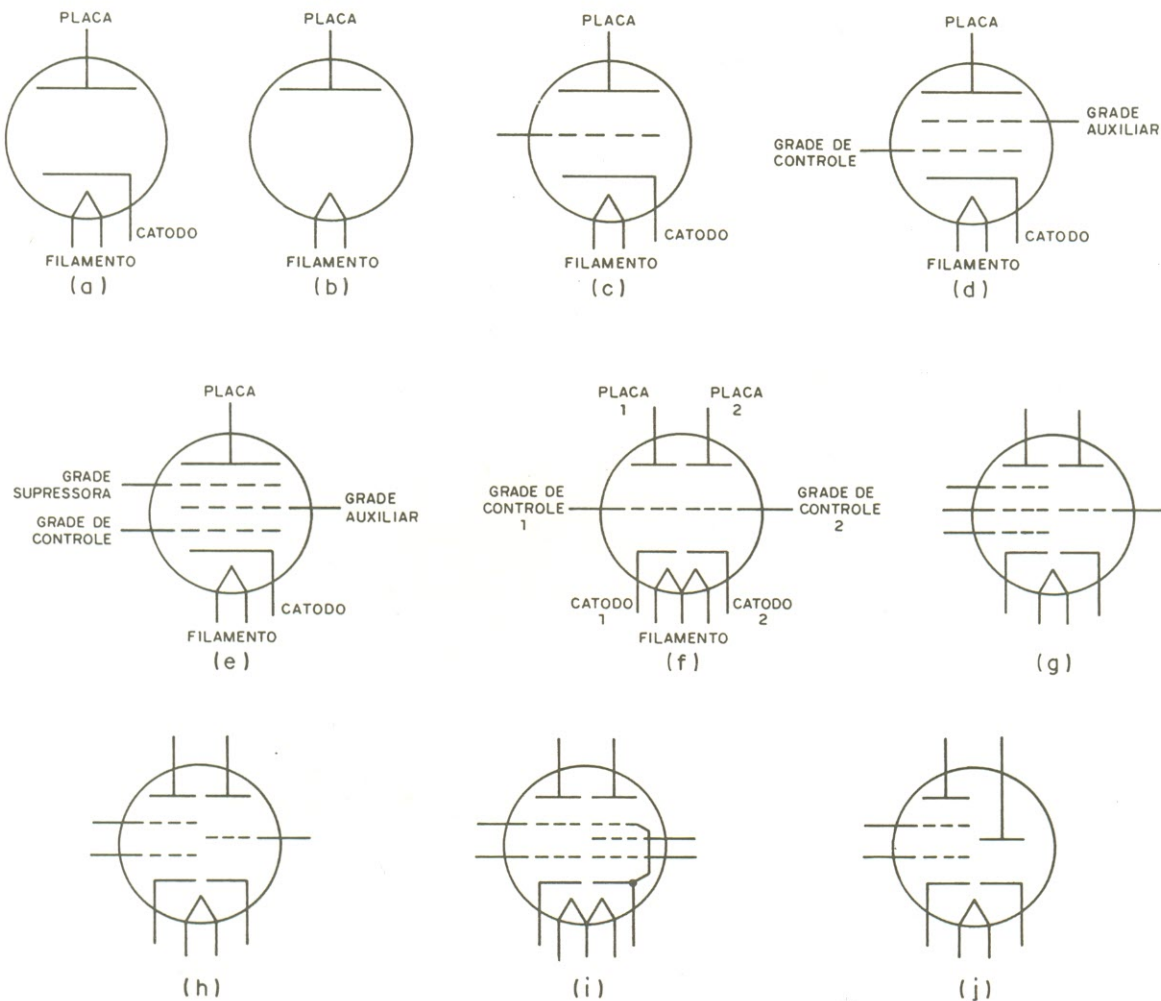 PLACA
CATODO
FILAMENTO
(a)
PLACA
FILAMENTO
(b)
PLACA
CATODO
FILAMENTO
(c)
PLACA
GRADE
AUXILIAR
GRADE DE
CONTROLE
CATODO
FILAMENTO
(d)
PLACA
GRADE
SUPRESSORA
GRADE DE
CONTROLE
GRADE
AUXILIAR
CATODO
FILAMENTO
(e)
PLACA
1
PLACA
2
GRADE DE
CONTROLE
1
GRADE DE
CONTROLE
2
CATODO
1
CATODO
2
FILAMENTO
(f)
(g)
(h)
(i)
(j)